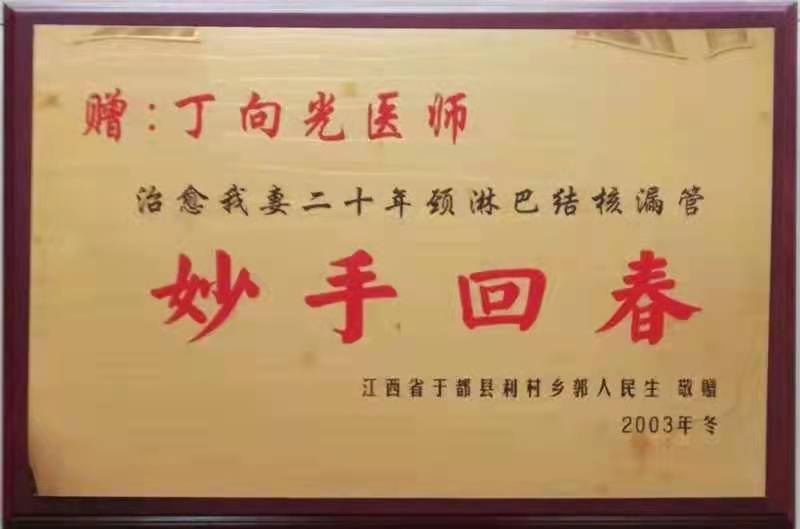 赠:丁向光医师
治愈我妻二十年颈淋巴结核漏管
妙手回春
江西省于都县利村乡郭人民生 敬赠
2003年冬